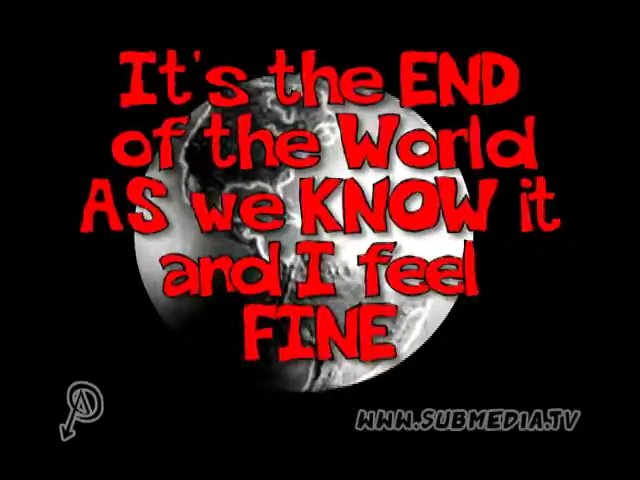 It's the END
of the World
AS we KNOW it
and I feel
FINE
WWW.SUBMEDIA.TV